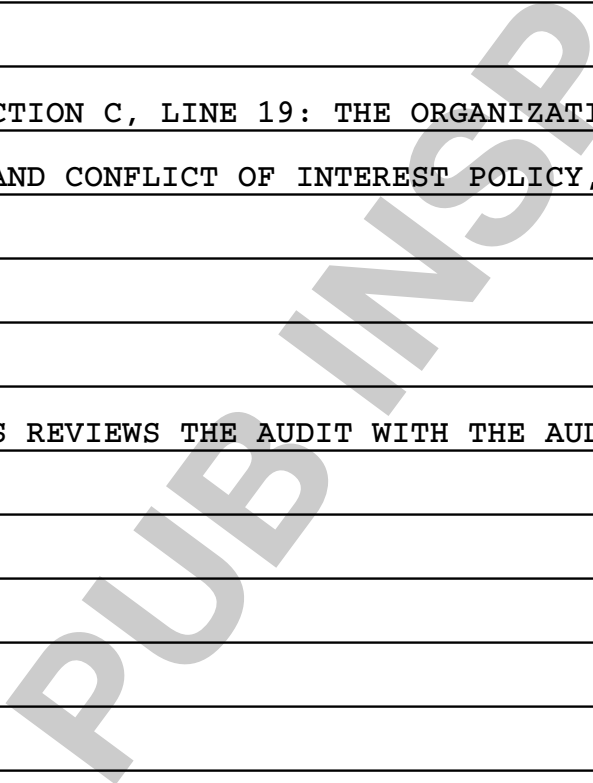 CTION C, LINE 19: THE ORGANIZATI
AND CONFLICT OF INTEREST POLICY,
S REVIEWS THE AUDIT WITH THE AUD
PUB INSP